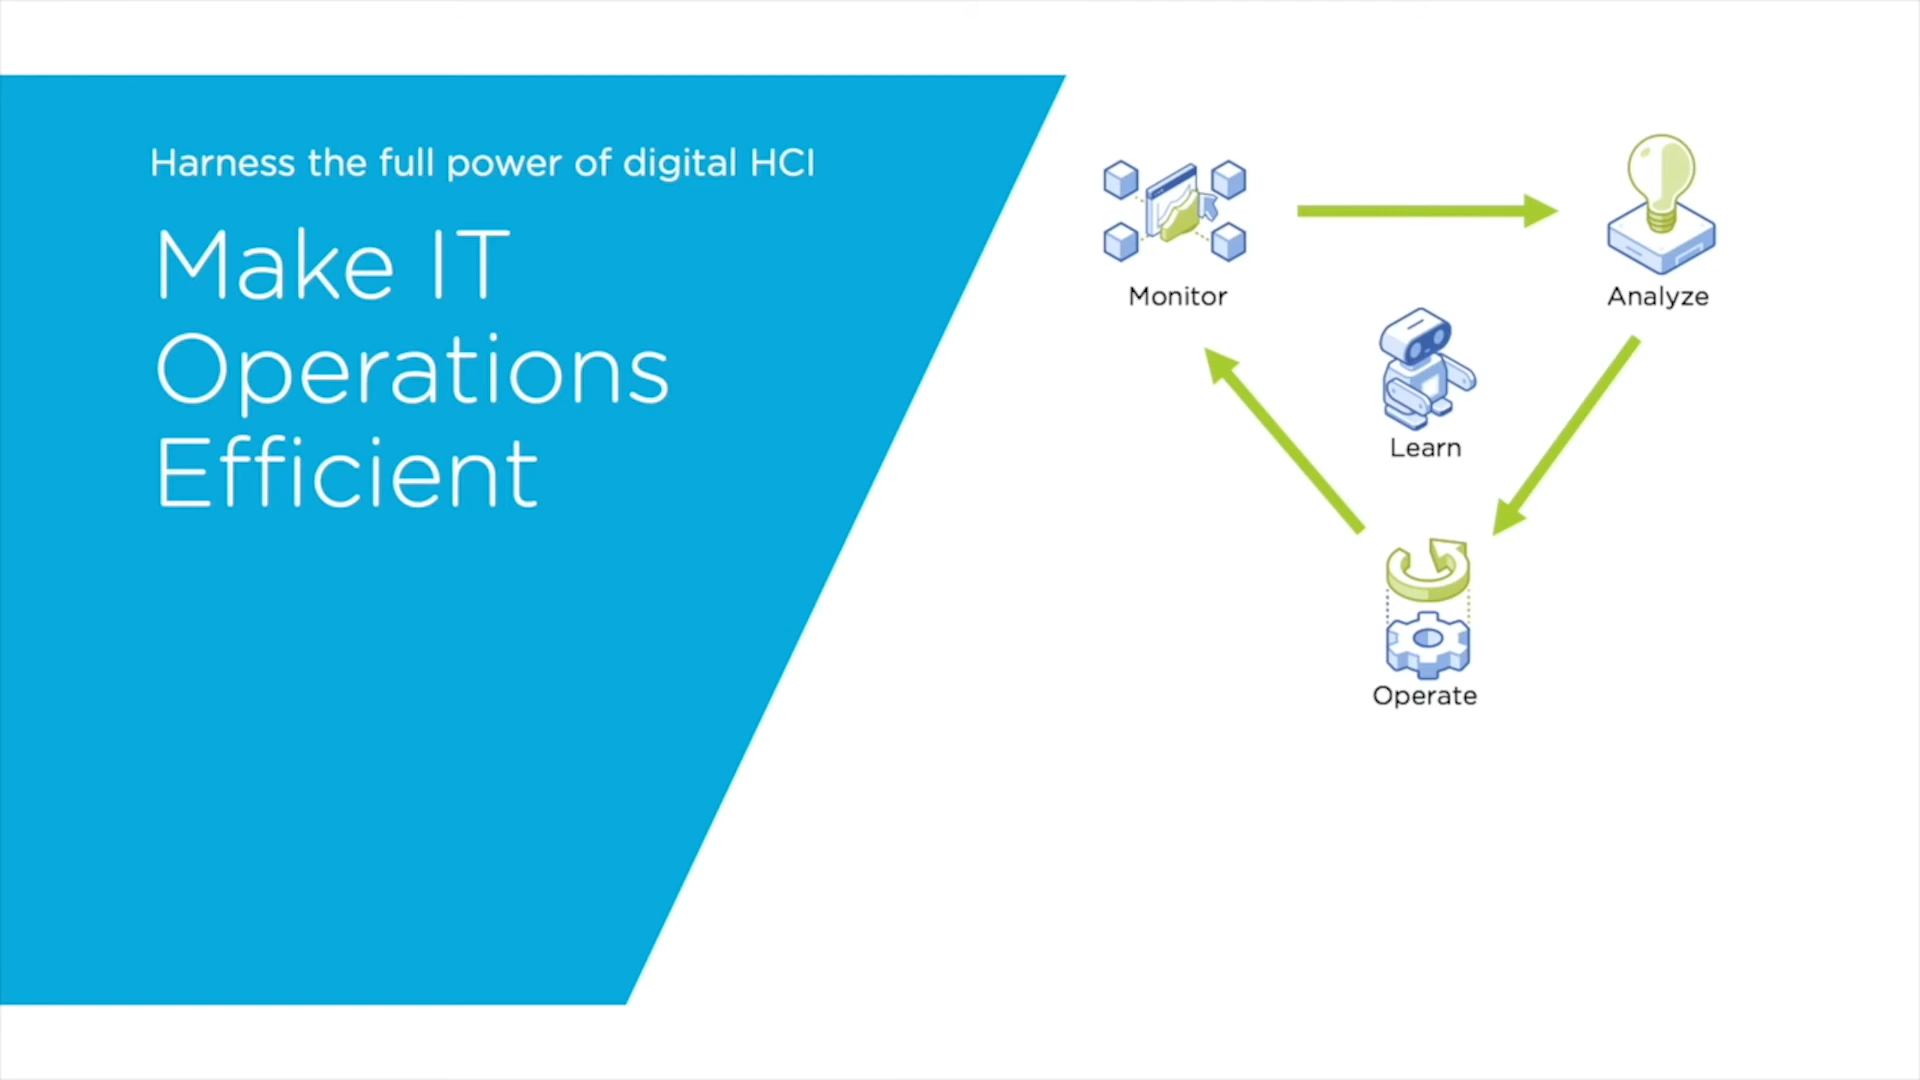 Harness the full power of digital HCI
Make IT
Operations
Efficient
Monitor
Analyze
Learn
Operate